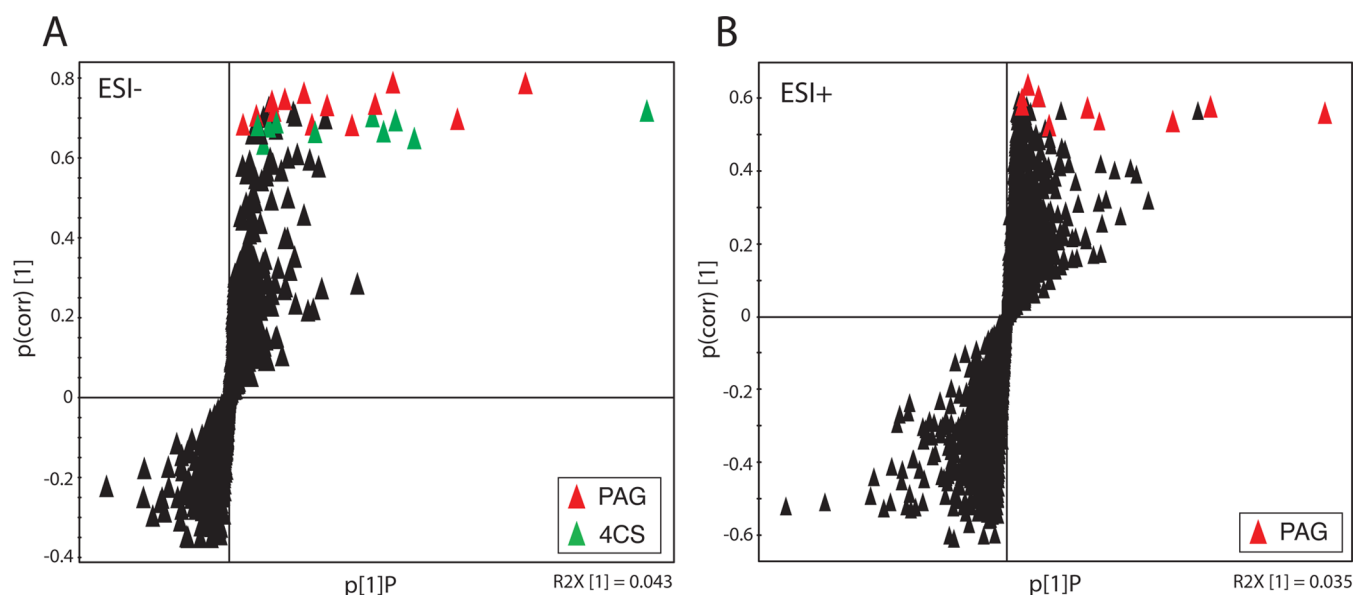 A
ESI-
0.8
0.6
0.4
0.2
0
-0.2
-0.4
p(corr) [1]
PAG
4CS
p[1]P
R2X [1] = 0.043
B
ESI+
0.6
0.4
0.2
0
-0.2
-0.4
-0.6
p(corr) [1]
PAG
p[1]P
R2X [1] = 0.035